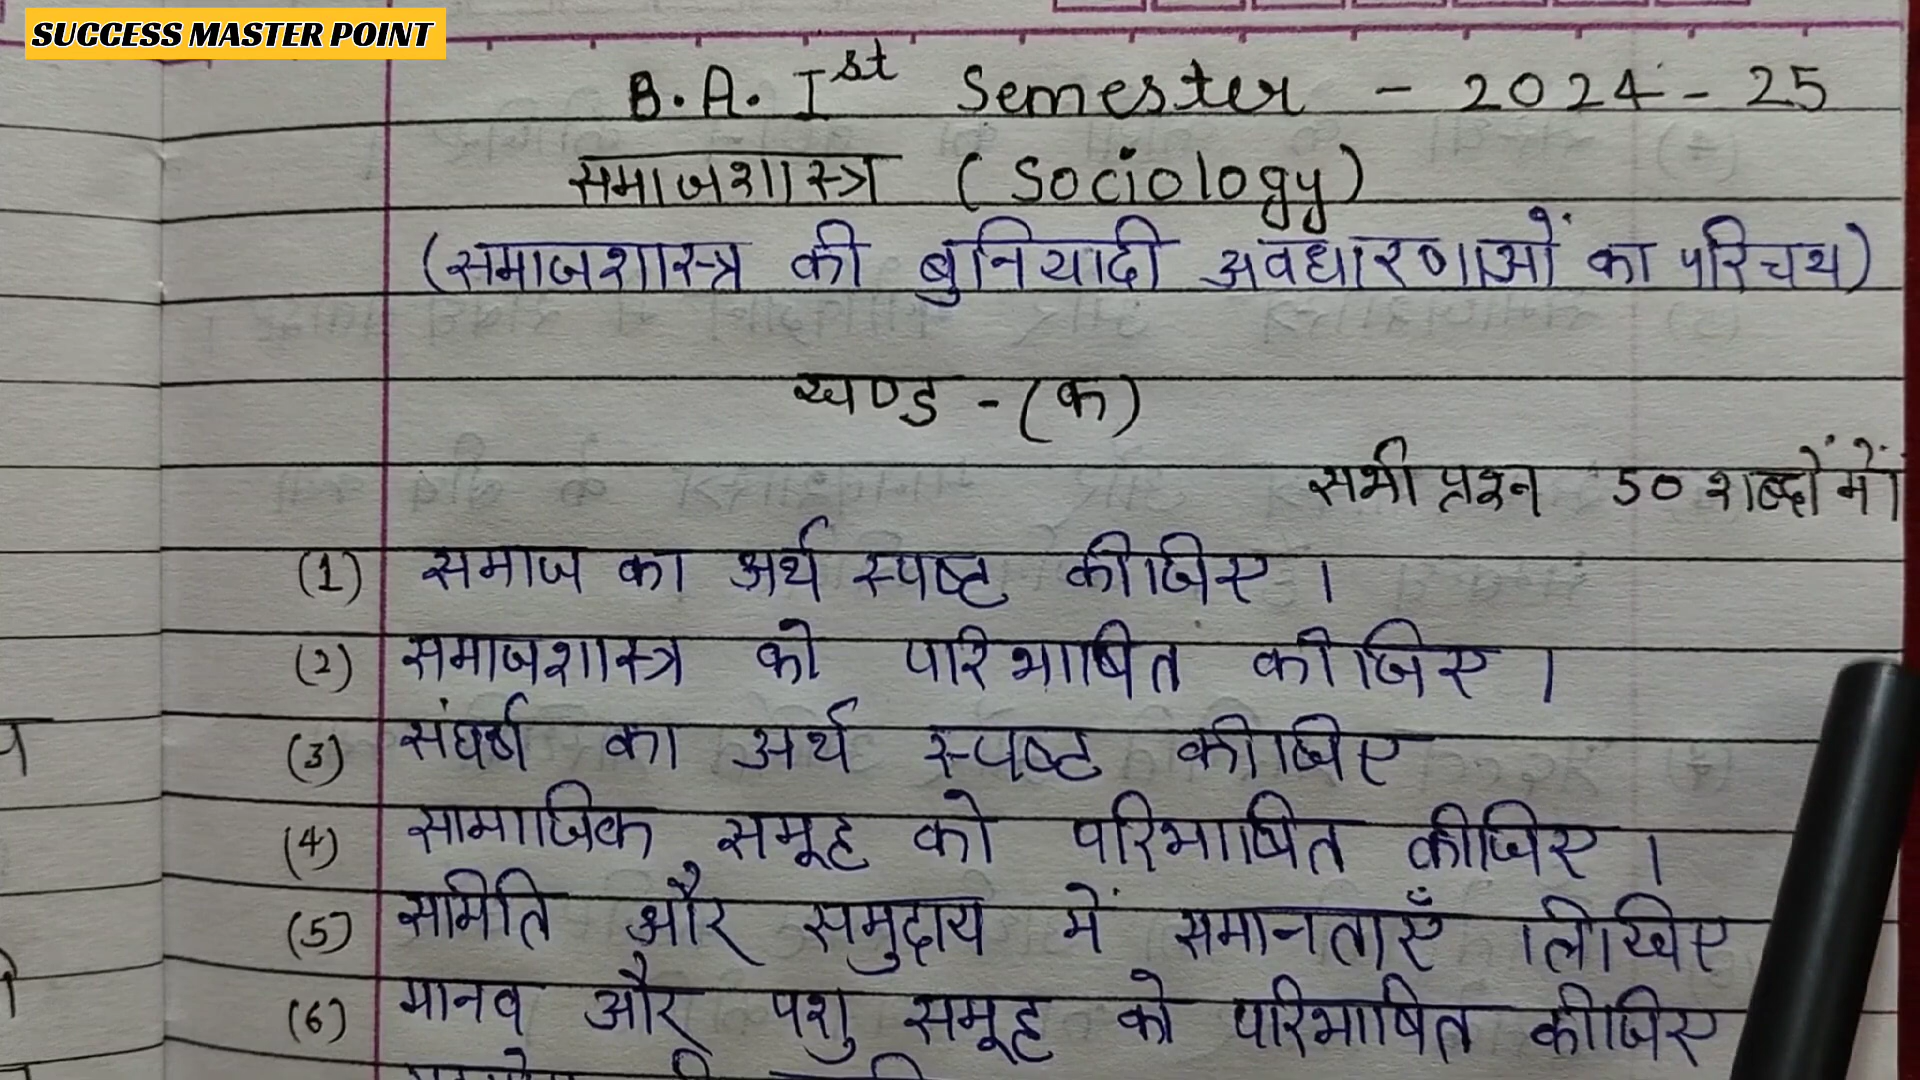 SUCCESS MASTER POINT
B.A. Ist Semester - 2024-25
समाजशास्त्र (Sociology)
(समाजशास्त्र की बुनियादी अवधारणाओं का परिचय)
खण्ड - (क)
सभी प्रश्न 50 शब्दों में।
(1) समाज का अर्थ स्पष्ट कीजिए।
(2) समाजशास्त्र को परिभाषित कीजिए।
(3) संघर्ष का अर्थ स्पष्ट कीजिए
(4) सामाजिक समूह को परिभाषित कीजिए।
(5) समिति और समुदाय में समानताएँ लिखिए
(6) मानव और पशु समूह को परिभाषित कीजिए